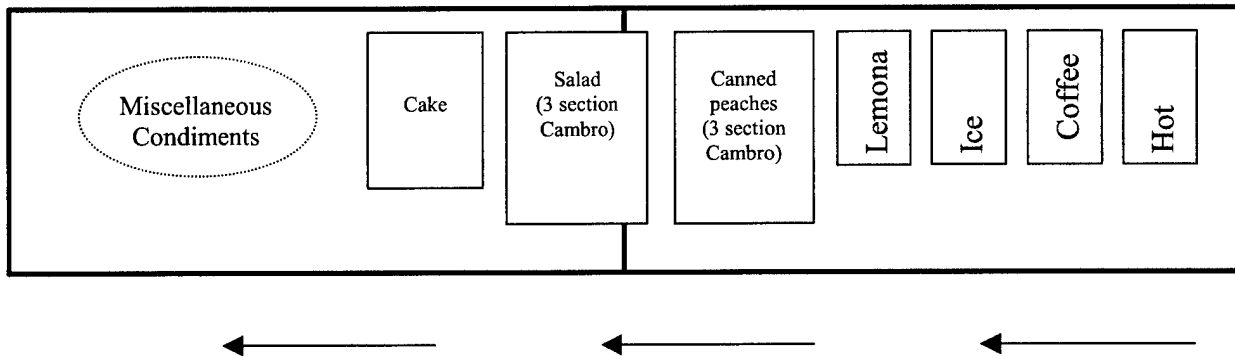 Miscellaneous
Condiments
Cake
Salad
(3 section
Cambro)
Canned
peaches
(3 section
Cambro)
Lemona
Ice
Coffee
Hot